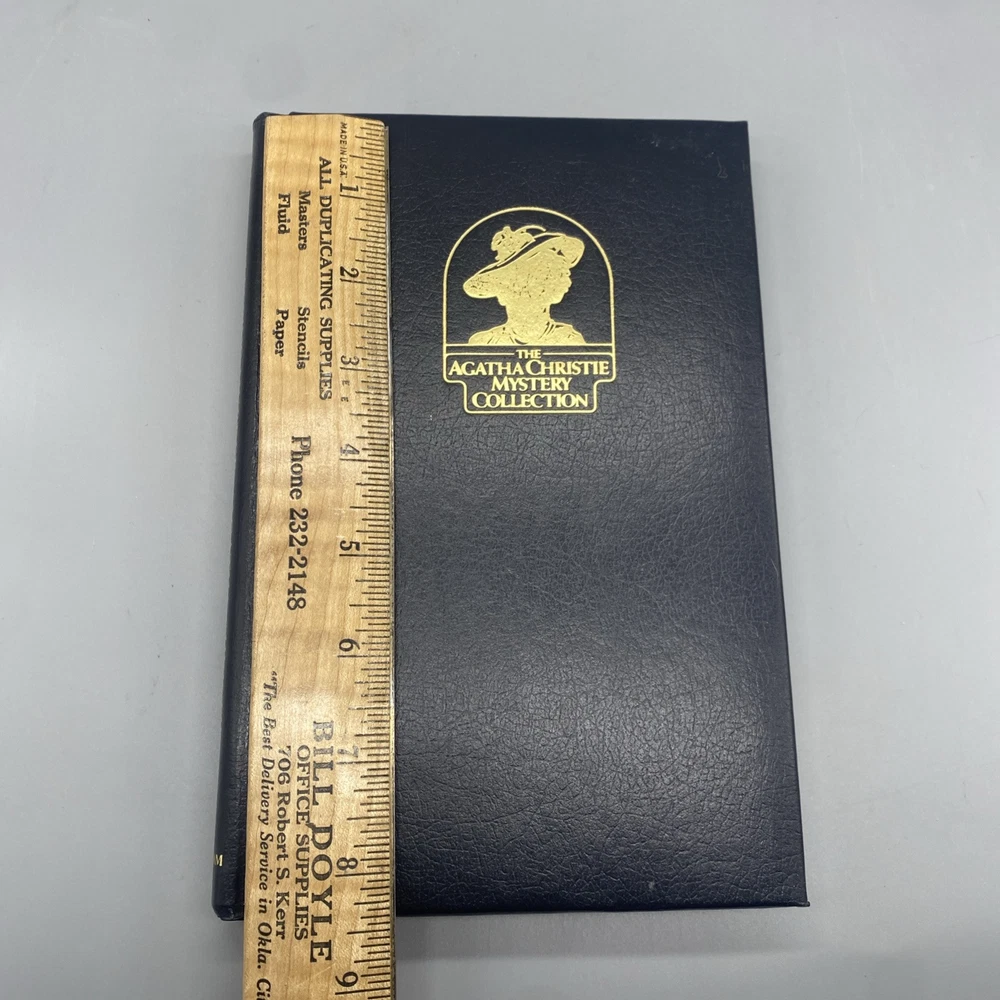 MADE IN U.S.A.
1
2
3
4
5
6
7
8
9
ALL DUPLICATING SUPPLIES
Masters Stencils
Fluid Paper
Phone 232-2148
BILL DOYLE
OFFICE SUPPLIES
706 Robert S. Kerr
"The Best Delivery Service in Okla. Ci
THE
AGATHA CHRISTIE
MYSTERY
COLLECTION
M